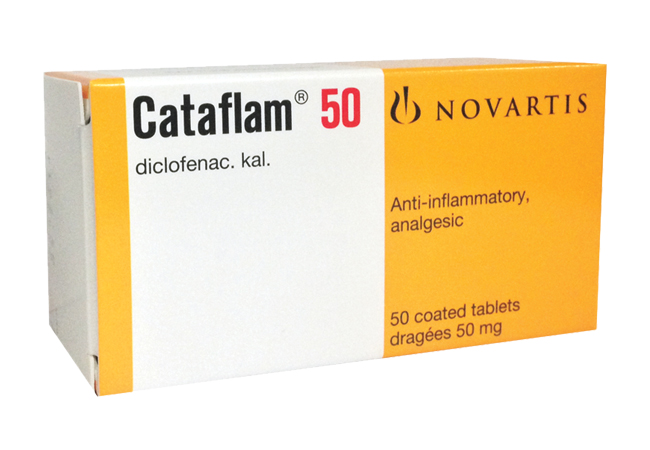 Cataflam® 50
diclofenac. kal.
NOVARTIS
Anti-inflammatory,
analgesic
50 coated tablets
dragées 50 mg